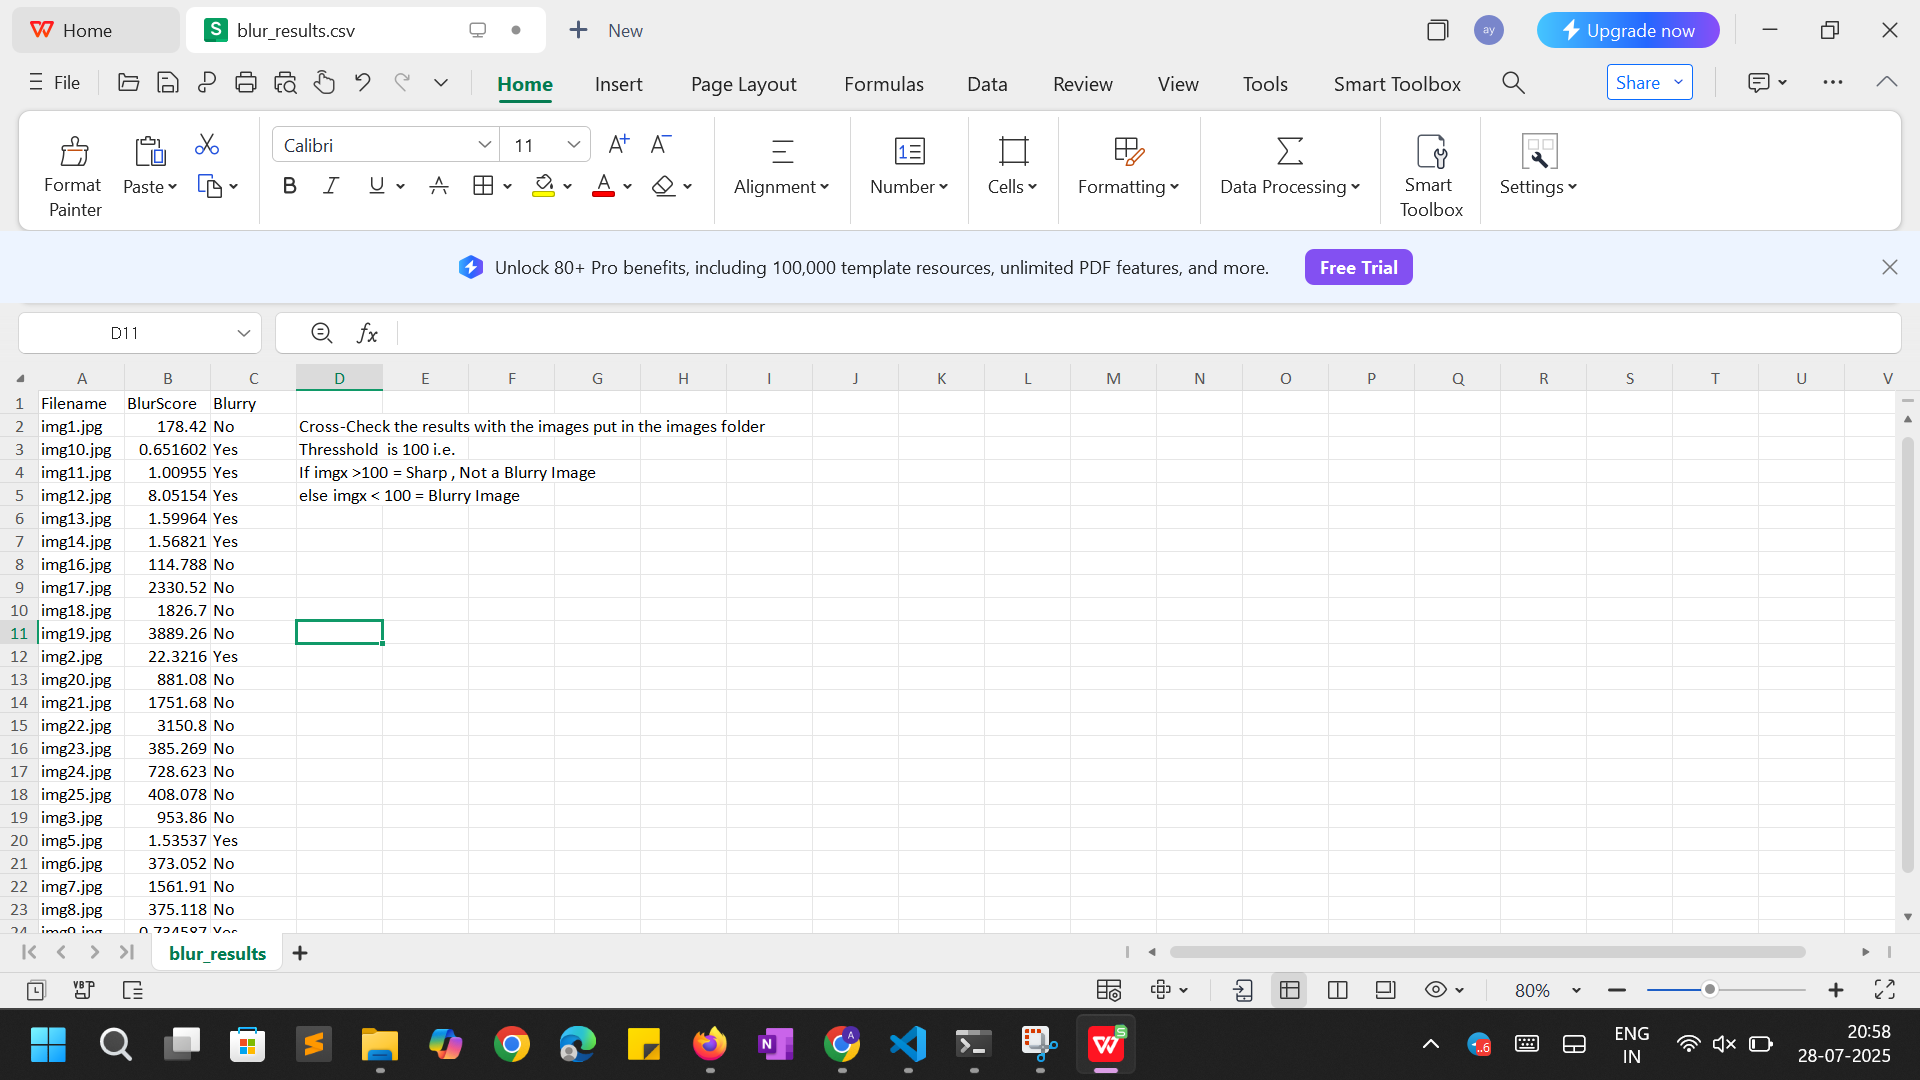 Home
blur_results.csv
New
ay
Upgrade now
File
Home Insert Page Layout Formulas Data Review View Tools Smart Toolbox
Share
Format Painter
Paste
Calibri
11
Alignment
Number
Cells
Formatting
Data Processing
Smart Toolbox
Settings
Unlock 80+ Pro benefits, including 100,000 template resources, unlimited PDF features, and more.
Free Trial
D11
fx
A B C D E F G H I J K L M N O P Q R S T U V
1 Filename BlurScore Blurry
2 img1.jpg 178.42 No Cross-Check the results with the images put in the images folder
3 img10.jpg 0.651602 Yes Thresshold  is 100 i.e.
4 img11.jpg 1.00955 Yes If imgx >100 = Sharp , Not a Blurry Image
5 img12.jpg 8.05154 Yes else imgx < 100 = Blurry Image
6 img13.jpg 1.59964 Yes
7 img14.jpg 1.56821 Yes
8 img16.jpg 114.788 No
9 img17.jpg 2330.52 No
10 img18.jpg 1826.7 No
11 img19.jpg 3889.26 No
12 img2.jpg 22.3216 Yes
13 img20.jpg 881.08 No
14 img21.jpg 1751.68 No
15 img22.jpg 3150.8 No
16 img23.jpg 385.269 No
17 img24.jpg 728.623 No
18 img25.jpg 408.078 No
19 img3.jpg 953.86 No
20 img5.jpg 1.53537 Yes
21 img6.jpg 373.052 No
22 img7.jpg 1561.91 No
23 img8.jpg 375.118 No
24 img9.jpg 0.734587 Yes
blur_results
80%
ENG
IN
20:58
28-07-2025